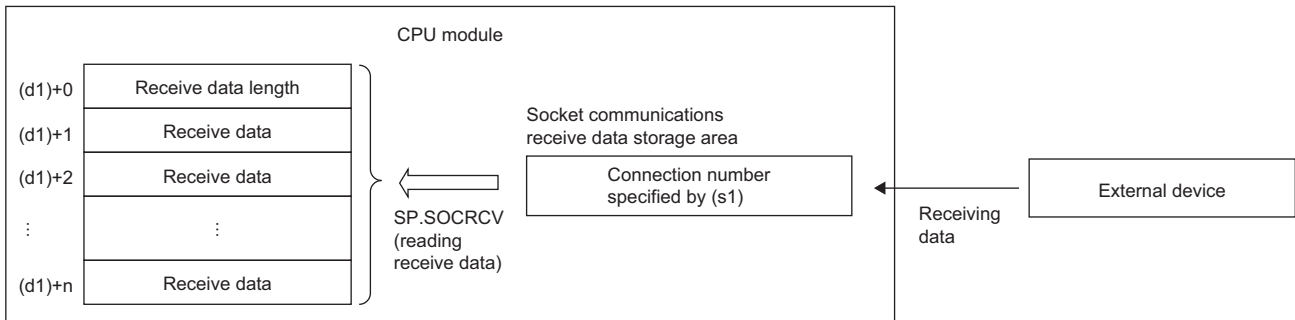 CPU module
(d1)+0 Receive data length
(d1)+1 Receive data
(d1)+2 Receive data
⋮ ⋮
(d1)+n Receive data
SP.SOCRCV
(reading
receive data)
Socket communications
receive data storage area
Connection number
specified by (s1)
Receiving
data
External device